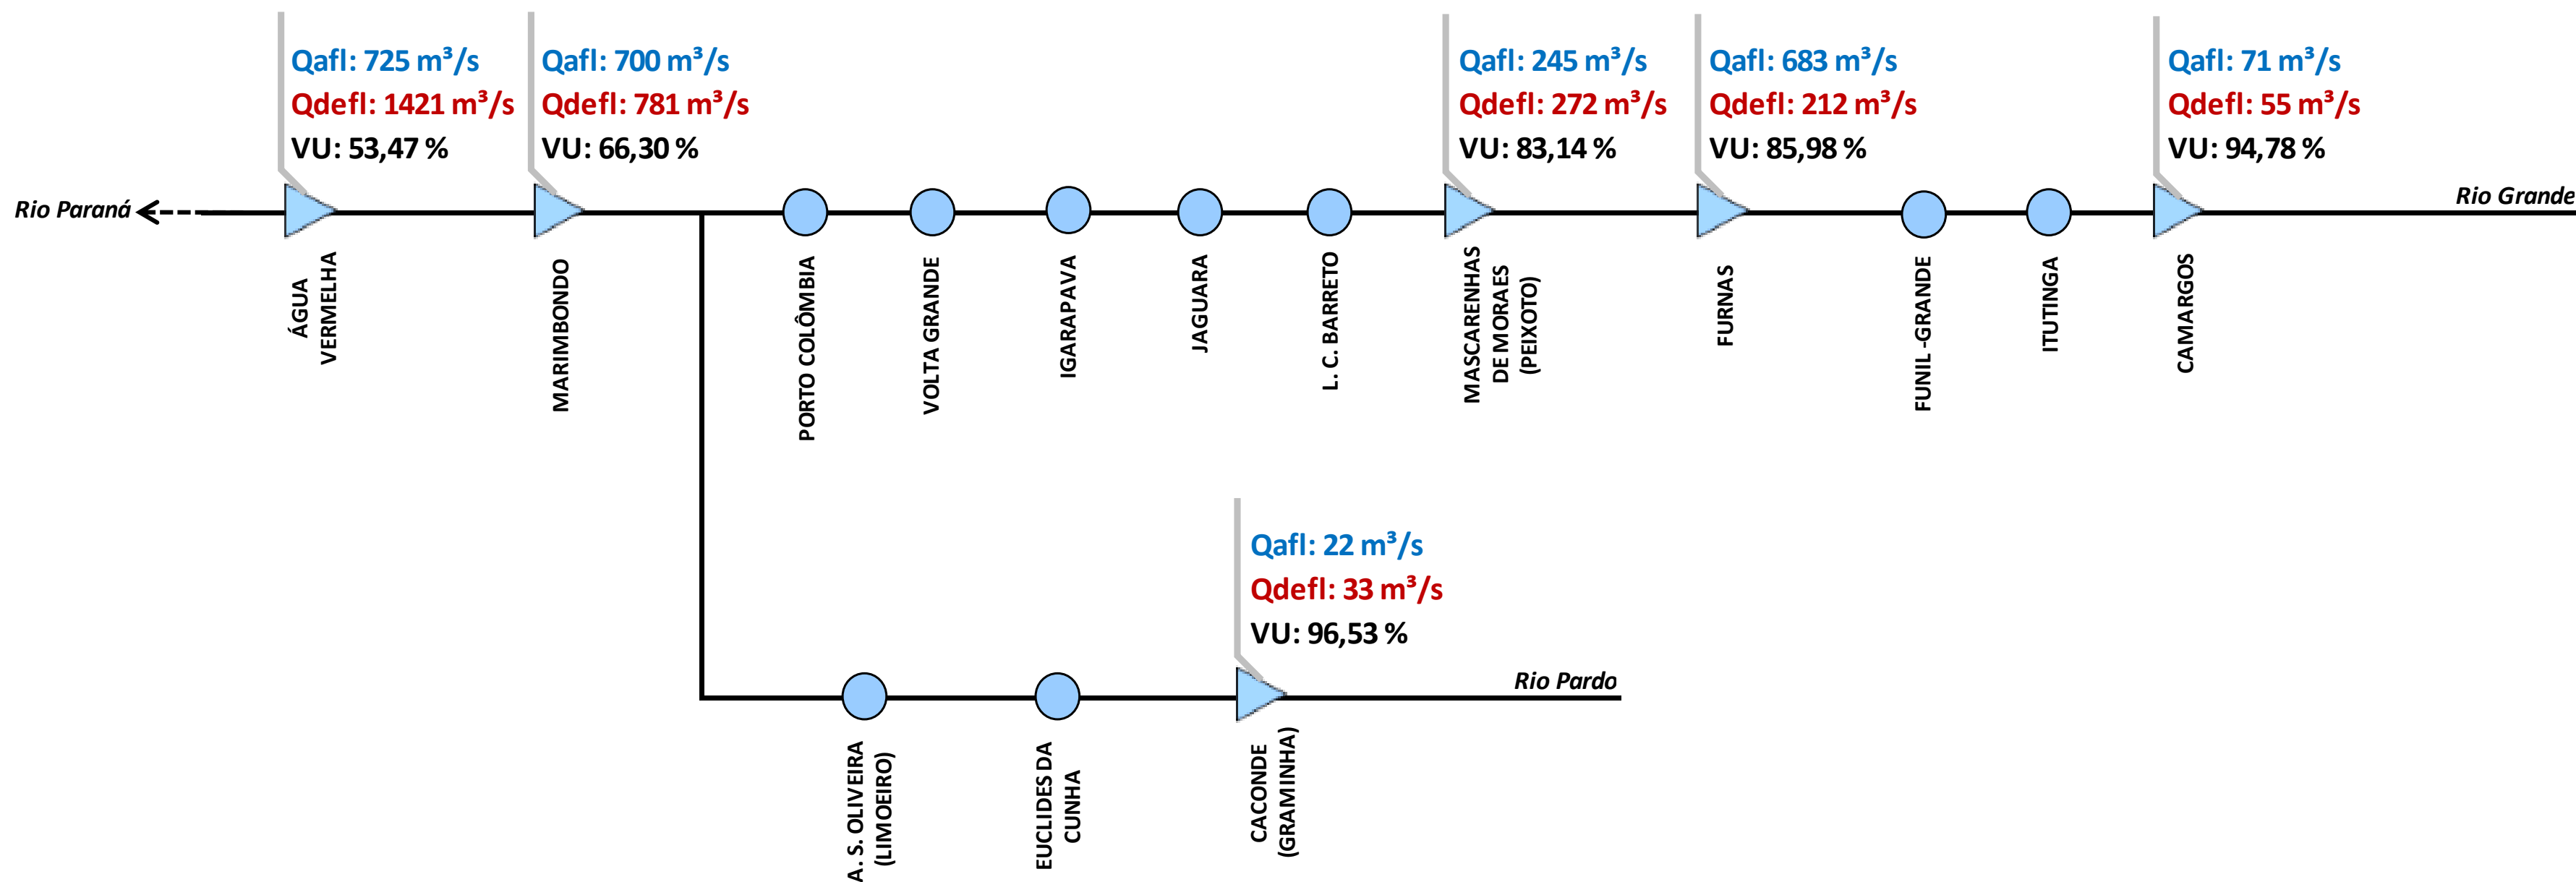 Qafl: 725 m³/s
Qdefl: 1421 m³/s
VU: 53,47 %
Qafl: 700 m³/s
Qdefl: 781 m³/s
VU: 66,30 %
Qafl: 245 m³/s
Qdefl: 272 m³/s
VU: 83,14 %
Qafl: 683 m³/s
Qdefl: 212 m³/s
VU: 85,98 %
Qafl: 71 m³/s
Qdefl: 55 m³/s
VU: 94,78 %
Rio Paraná
Rio Grande
ÁGUA
VERMELHA
MARIMBONDO
PORTO COLÔMBIA
VOLTA GRANDE
IGARAPAVA
JAGUARA
L. C. BARRETO
MASCARENHAS
DE MORAES
(PEIXOTO)
FURNAS
FUNIL -GRANDE
ITUTINGA
CAMARGOS
Qafl: 22 m³/s
Qdefl: 33 m³/s
VU: 96,53 %
Rio Pardo
A. S. OLIVEIRA
(LIMOEIRO)
EUCLIDES DA
CUNHA
CACONDE
(GRAMINHA)